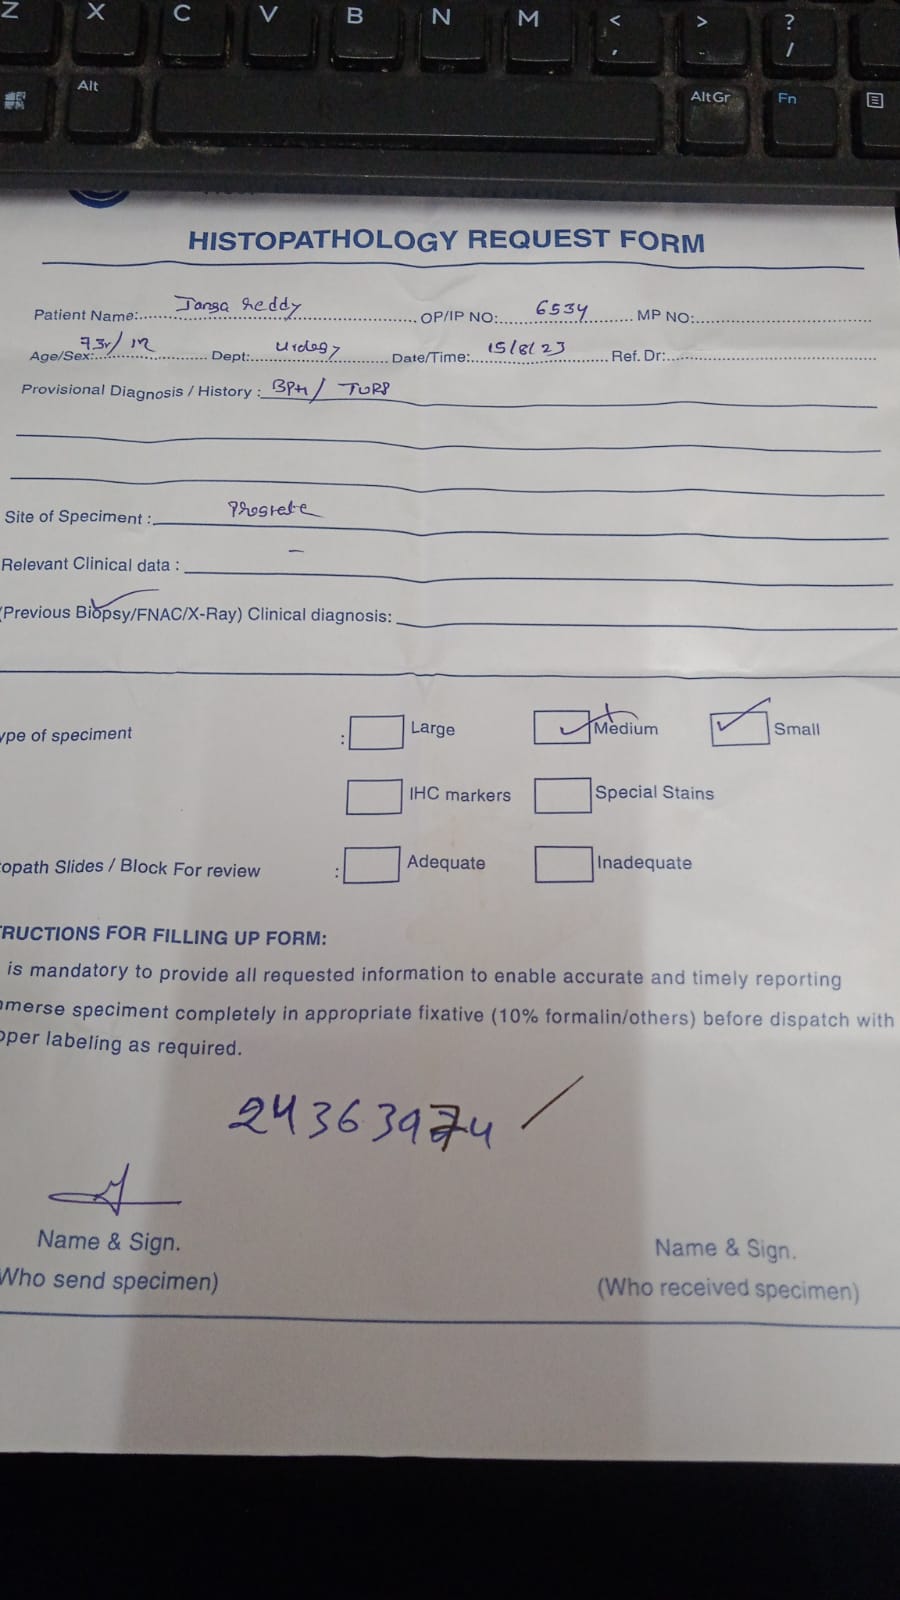 Z X C V B N M < , > . ? /
Alt AltGr Fn
HISTOPATHOLOGY REQUEST FORM
Patient Name: Janga Reddy OP/IP NO: 6534 MP NO:
Age/Sex: 73y/M Dept: Urology Date/Time: 15/8/23 Ref. Dr:
Provisional Diagnosis / History : BPH / TURP
Site of Speciment : Prostate
Relevant Clinical data : –
(Previous Biopsy/FNAC/X-Ray) Clinical diagnosis:
ype of speciment : Large Medium Small
IHC markers Special Stains
topath Slides / Block For review : Adequate Inadequate
TRUCTIONS FOR FILLING UP FORM:
is mandatory to provide all requested information to enable accurate and timely reporting
mmerse speciment completely in appropriate fixative (10% formalin/others) before dispatch with
oper labeling as required.
24363974 /
Name & Sign. Name & Sign.
Who send specimen) (Who received specimen)